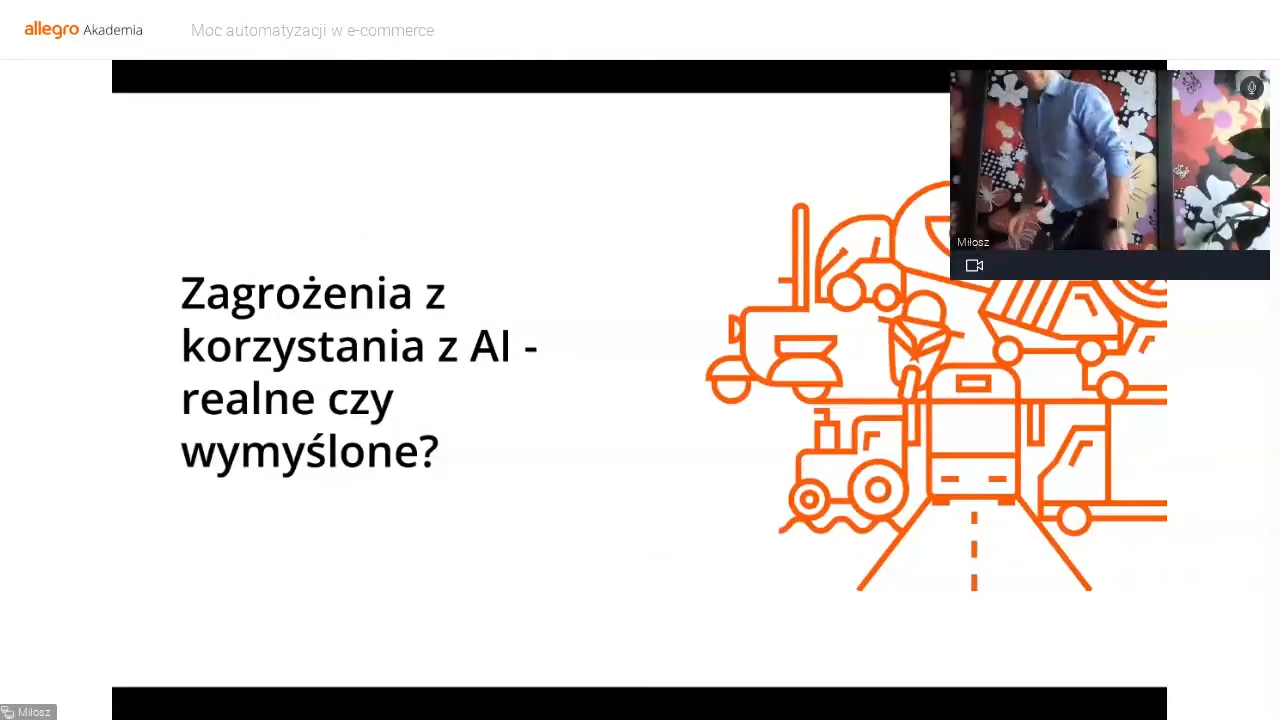 allegro Akademia
Moc automatyzacji w e-commerce
Zagrożenia z
korzystania z AI -
realne czy
wymyślone?
Miłosz
Miłosz